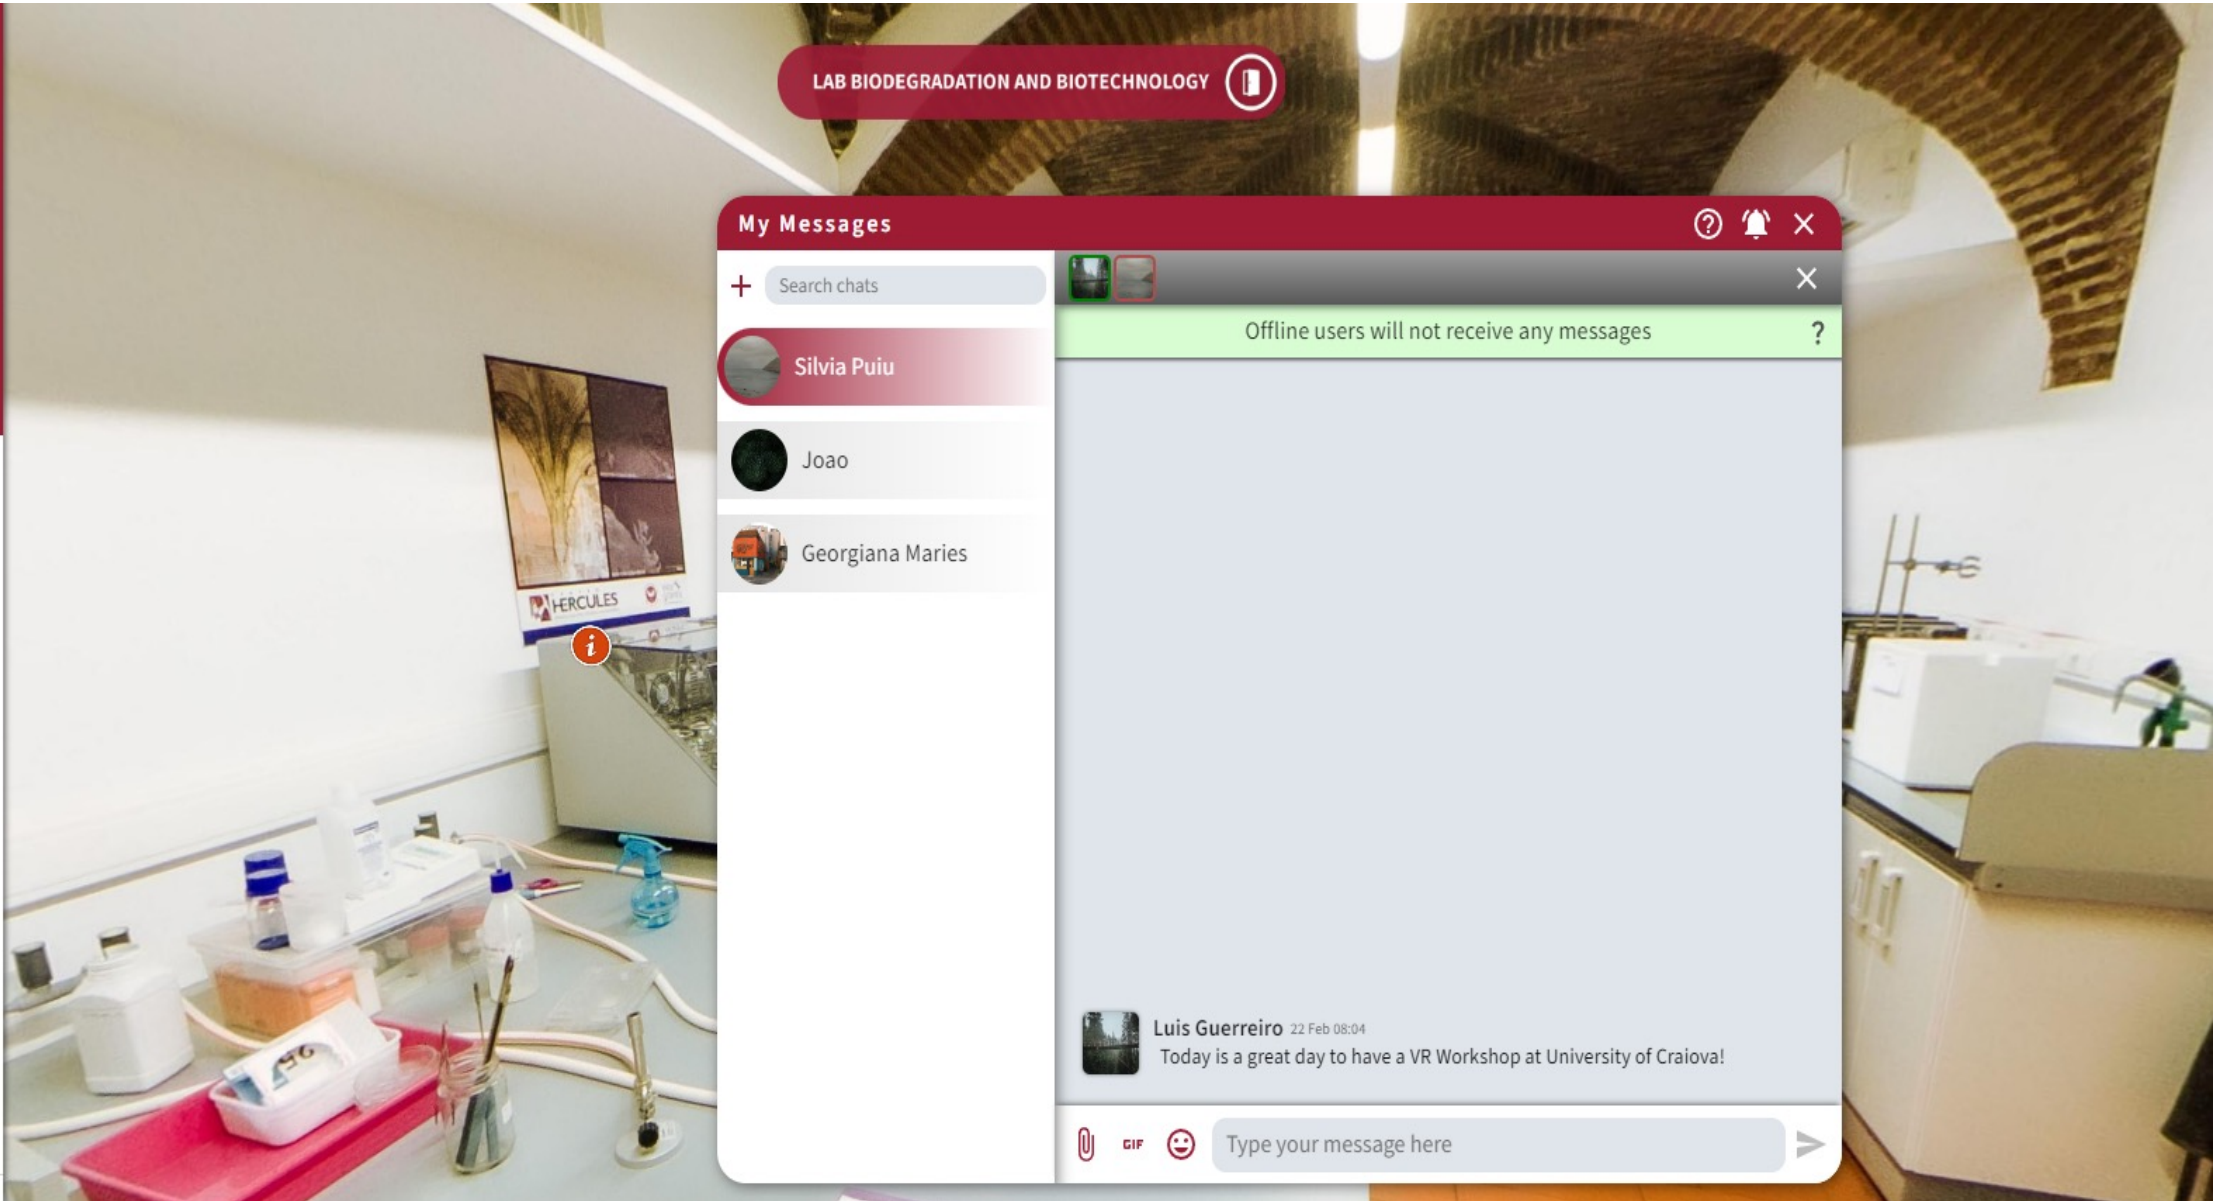 LAB BIODEGRADATION AND BIOTECHNOLOGY
My Messages
Search chats
Silvia Puiu
Joao
Georgiana Maries
Offline users will not receive any messages ?
HERCULES
i
Luis Guerreiro 22 Feb 08:04
Today is a great day to have a VR Workshop at University of Craiova!
GIF
Type your message here